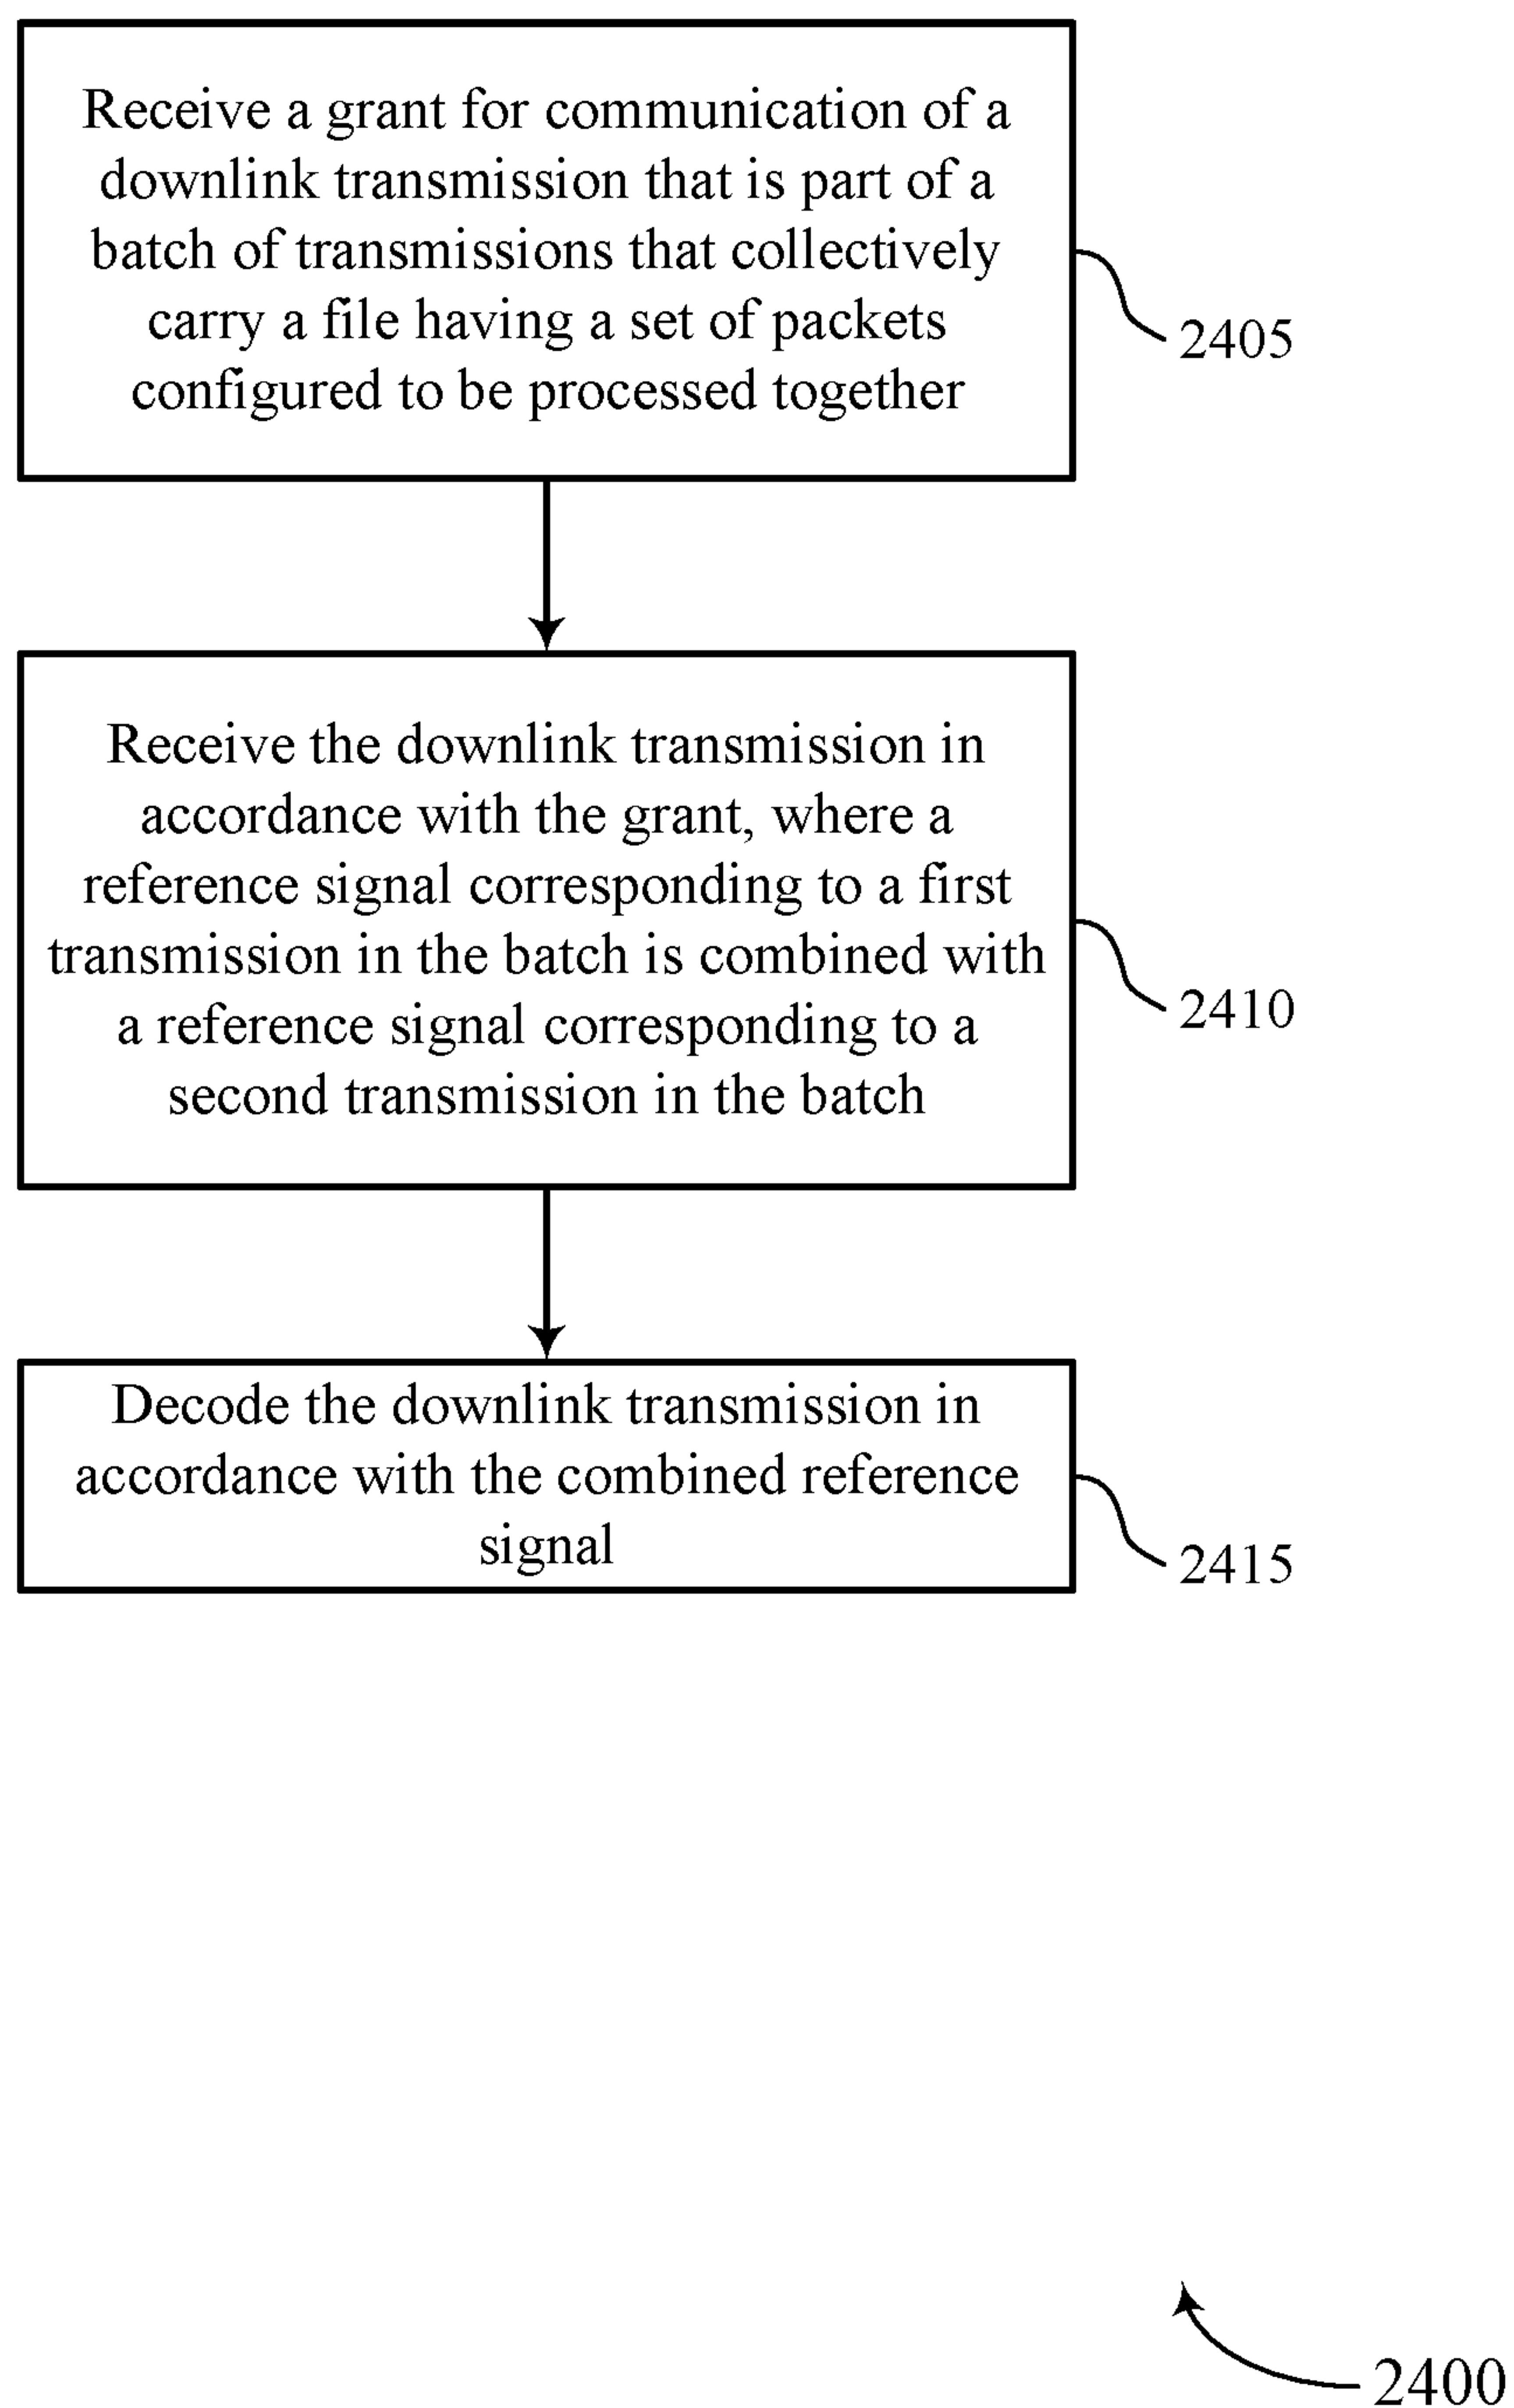 Receive a grant for communication of a
downlink transmission that is part of a
batch of transmissions that collectively
carry a file having a set of packets
configured to be processed together
2405
Receive the downlink transmission in
accordance with the grant, where a
reference signal corresponding to a first
transmission in the batch is combined with
a reference signal corresponding to a
second transmission in the batch
2410
Decode the downlink transmission in
accordance with the combined reference
signal
2415
2400